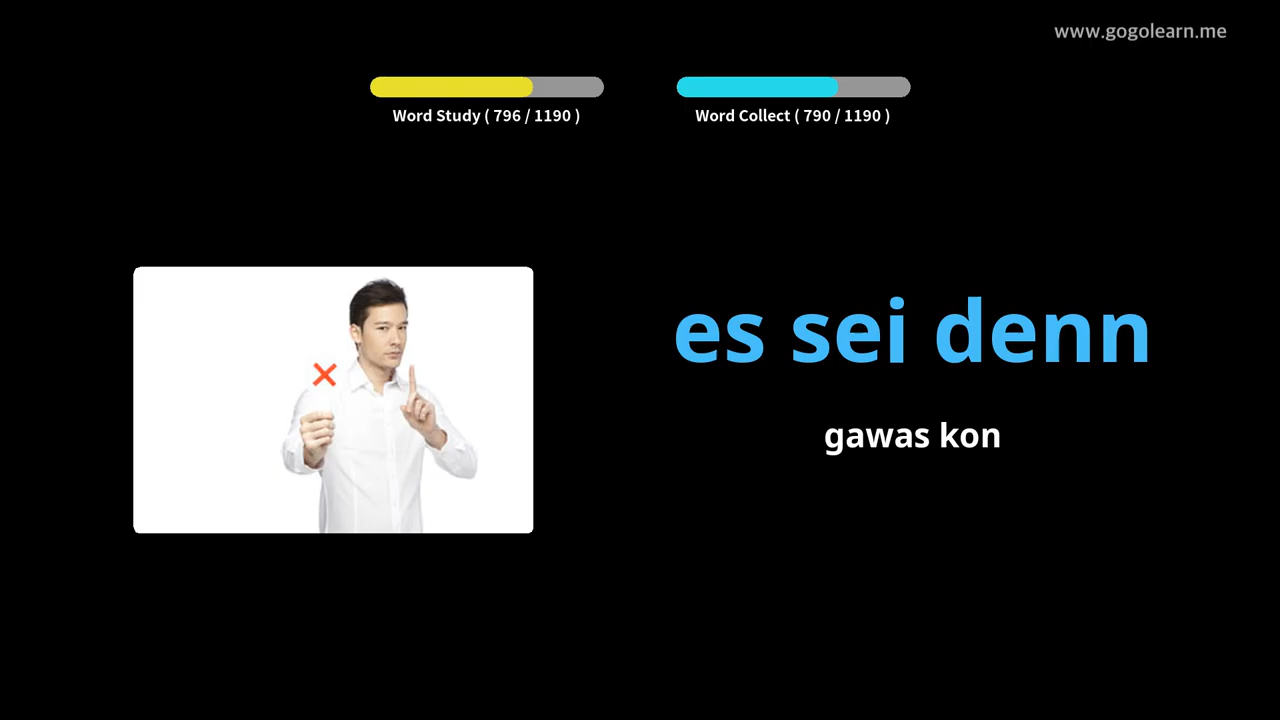 www.gogolearn.me
Word Study ( 796 / 1190 )
Word Collect ( 790 / 1190 )
es sei denn
gawas kon